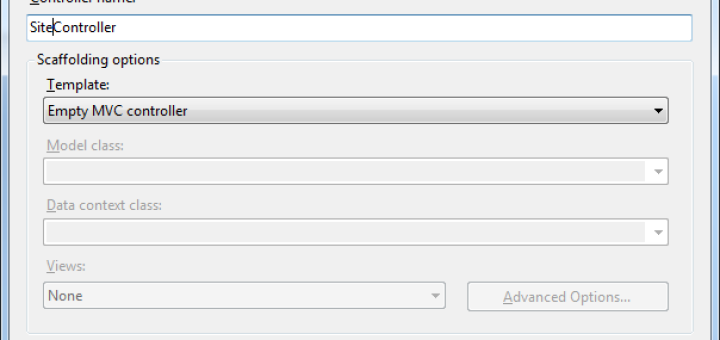 Controller name:
SiteController
Scaffolding options
Template:
Empty MVC controller
Model class:
Data context class:
Views:
None
Advanced Options...